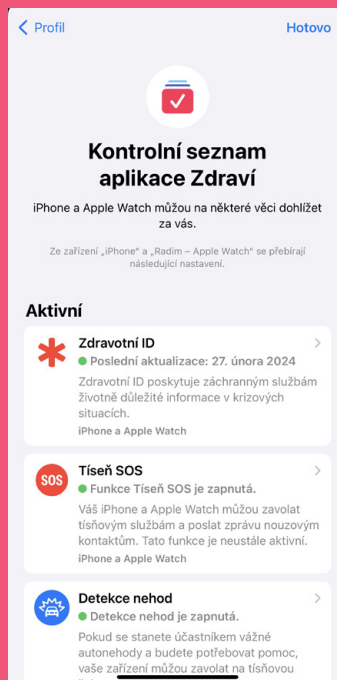 Profil
Hotovo
Kontrolní seznam
aplikace Zdraví
iPhone a Apple Watch můžou na některé věci dohlížet
za vás.
Ze zařízení „iPhone“ a „Radim – Apple Watch“ se přebírají
následující nastavení.
Aktivní
Zdravotní ID
Poslední aktualizace: 27. února 2024
Zdravotní ID poskytuje záchranným službám
životně důležité informace v krizových
situacích.
iPhone a Apple Watch
SOS
Tíseň SOS
Funkce Tíseň SOS je zapnutá.
Váš iPhone a Apple Watch můžou zavolat
tísňovým službám a poslat zprávu nouzovým
kontaktům. Tato funkce je neustále aktivní.
iPhone a Apple Watch
Detekce nehod
Detekce nehod je zapnutá.
Pokud se stanete účastníkem vážné
autonehody a budete potřebovat pomoc,
vaše zařízení můžou zavolat na tísňovou